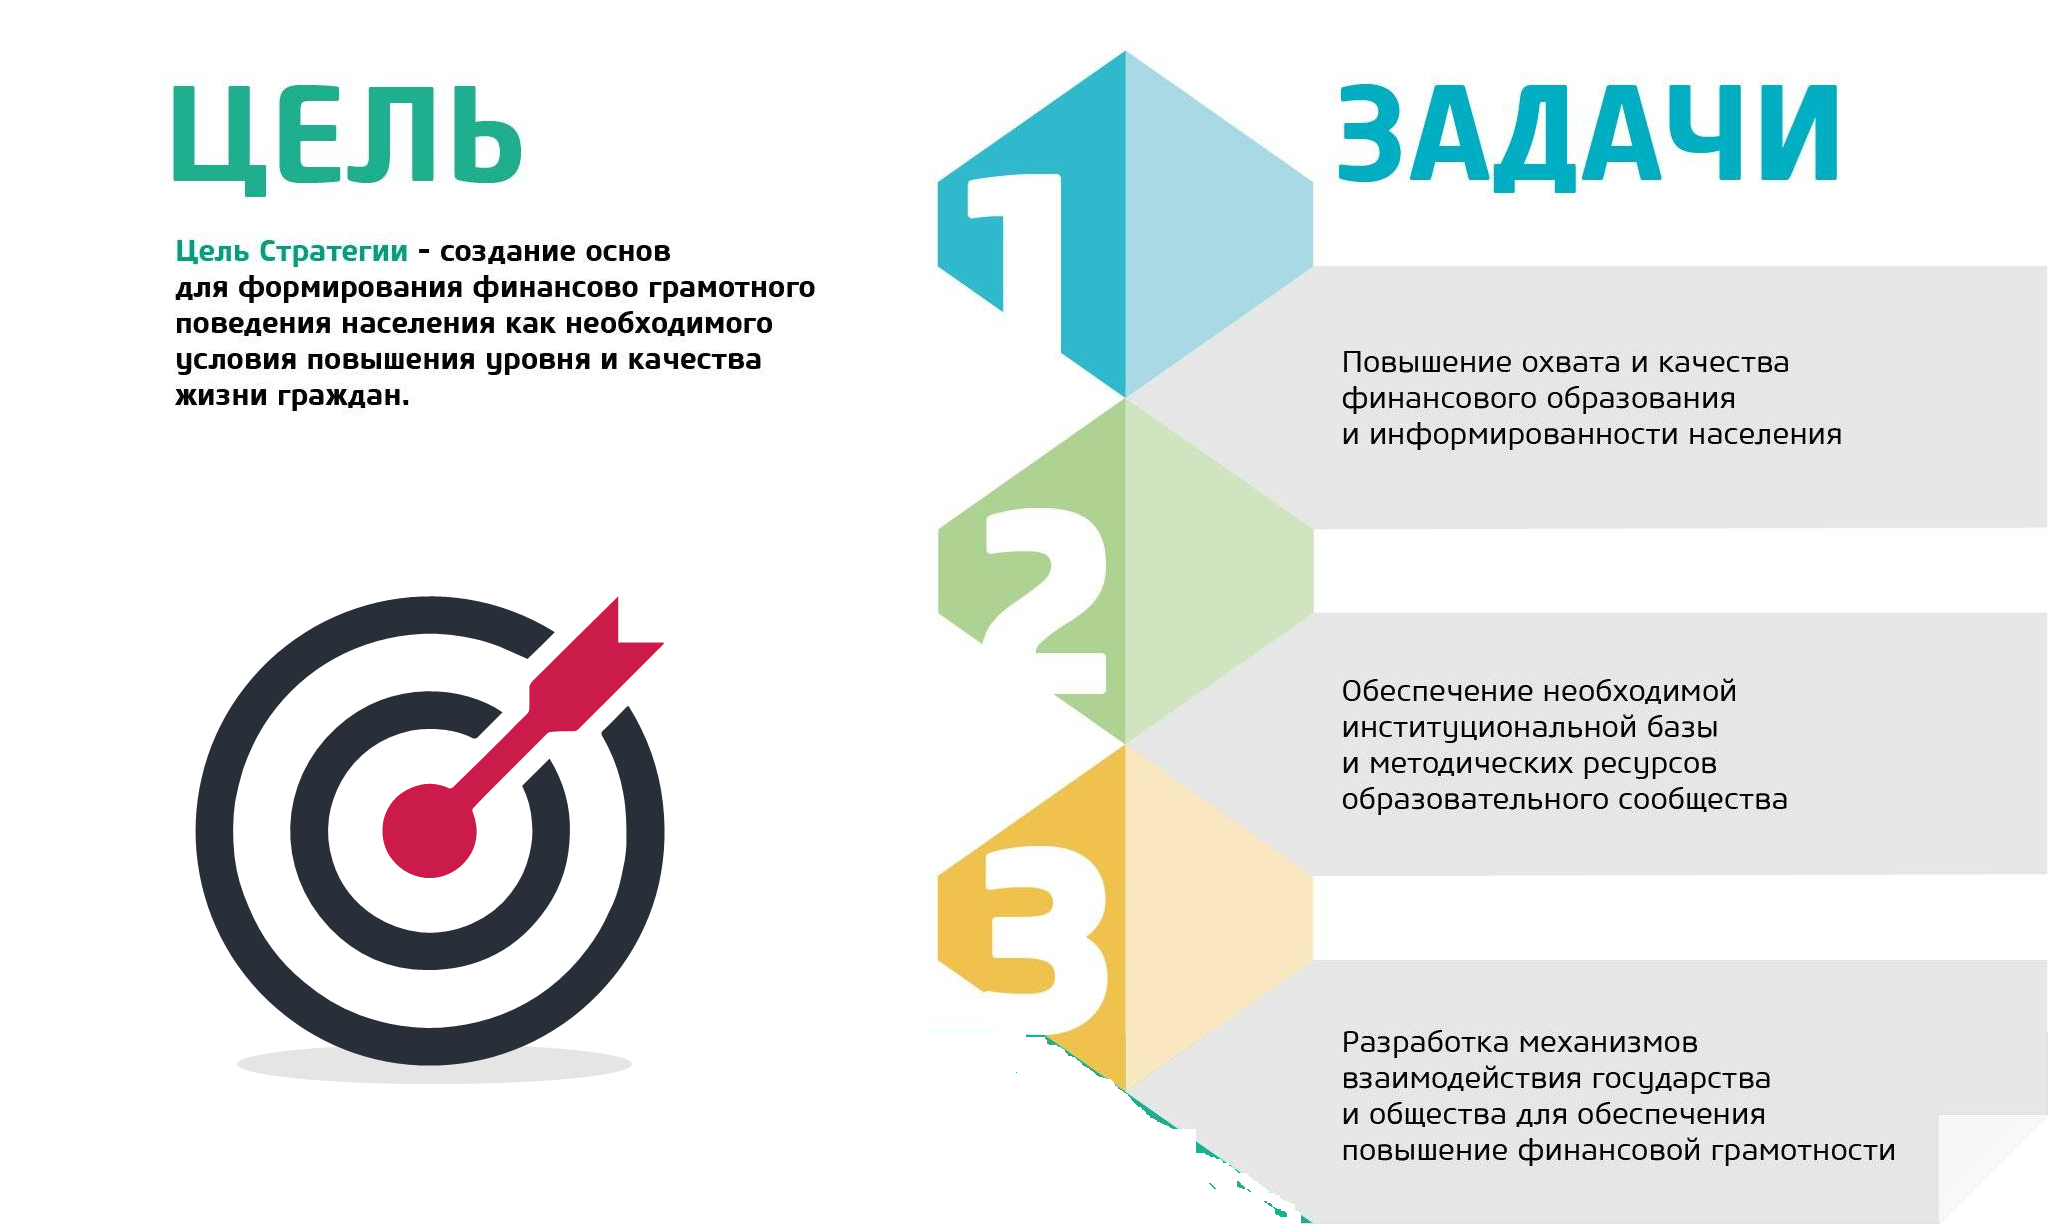 ЦЕЛЬ
Цель Стратегии - создание основ
для формирования финансово грамотного
поведения населения как необходимого
условия повышения уровня и качества
жизни граждан.
ЗАДАЧИ
1
Повышение охвата и качества
финансового образования
и информированности населения
2
Обеспечение необходимой
институциональной базы
и методических ресурсов
образовательного сообщества
3
Разработка механизмов
взаимодействия государства
и общества для обеспечения
повышение финансовой грамотности